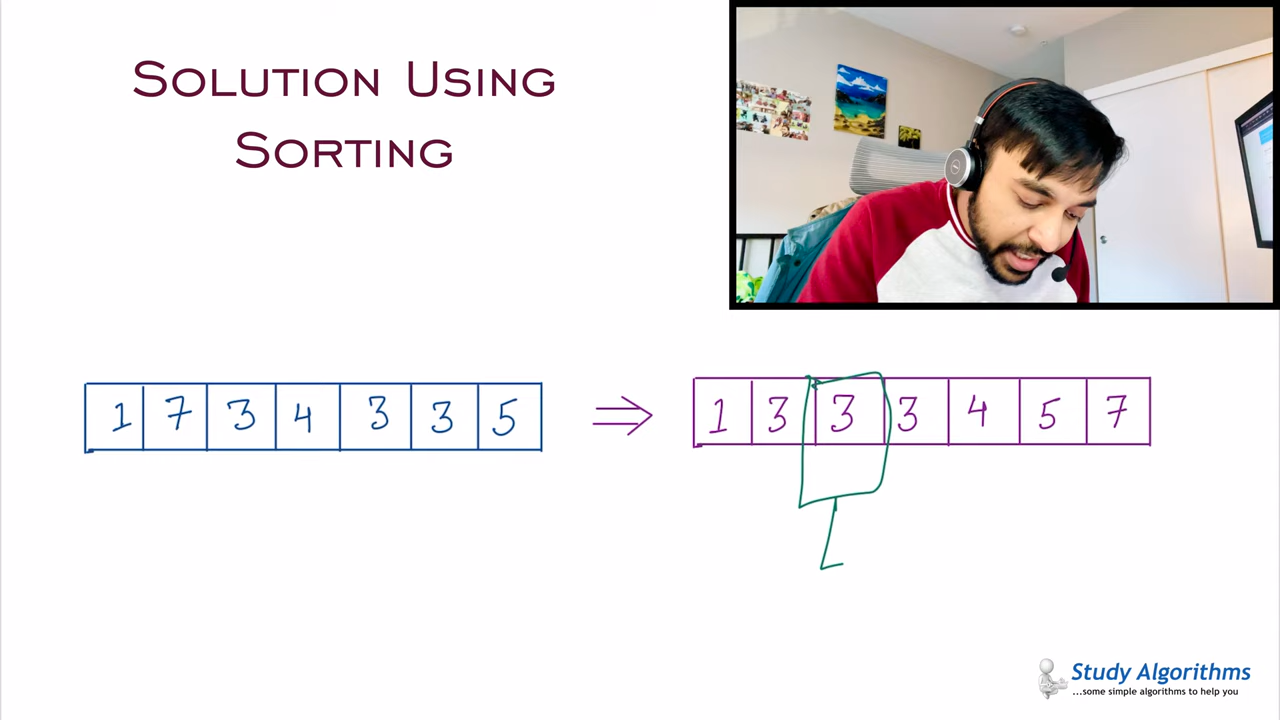 SOLUTION USING
SORTING
1 7 3 4 3 3 5 ⇒ 1 3 3 3 4 5 7
L
Study Algorithms
...some simple algorithms to help you